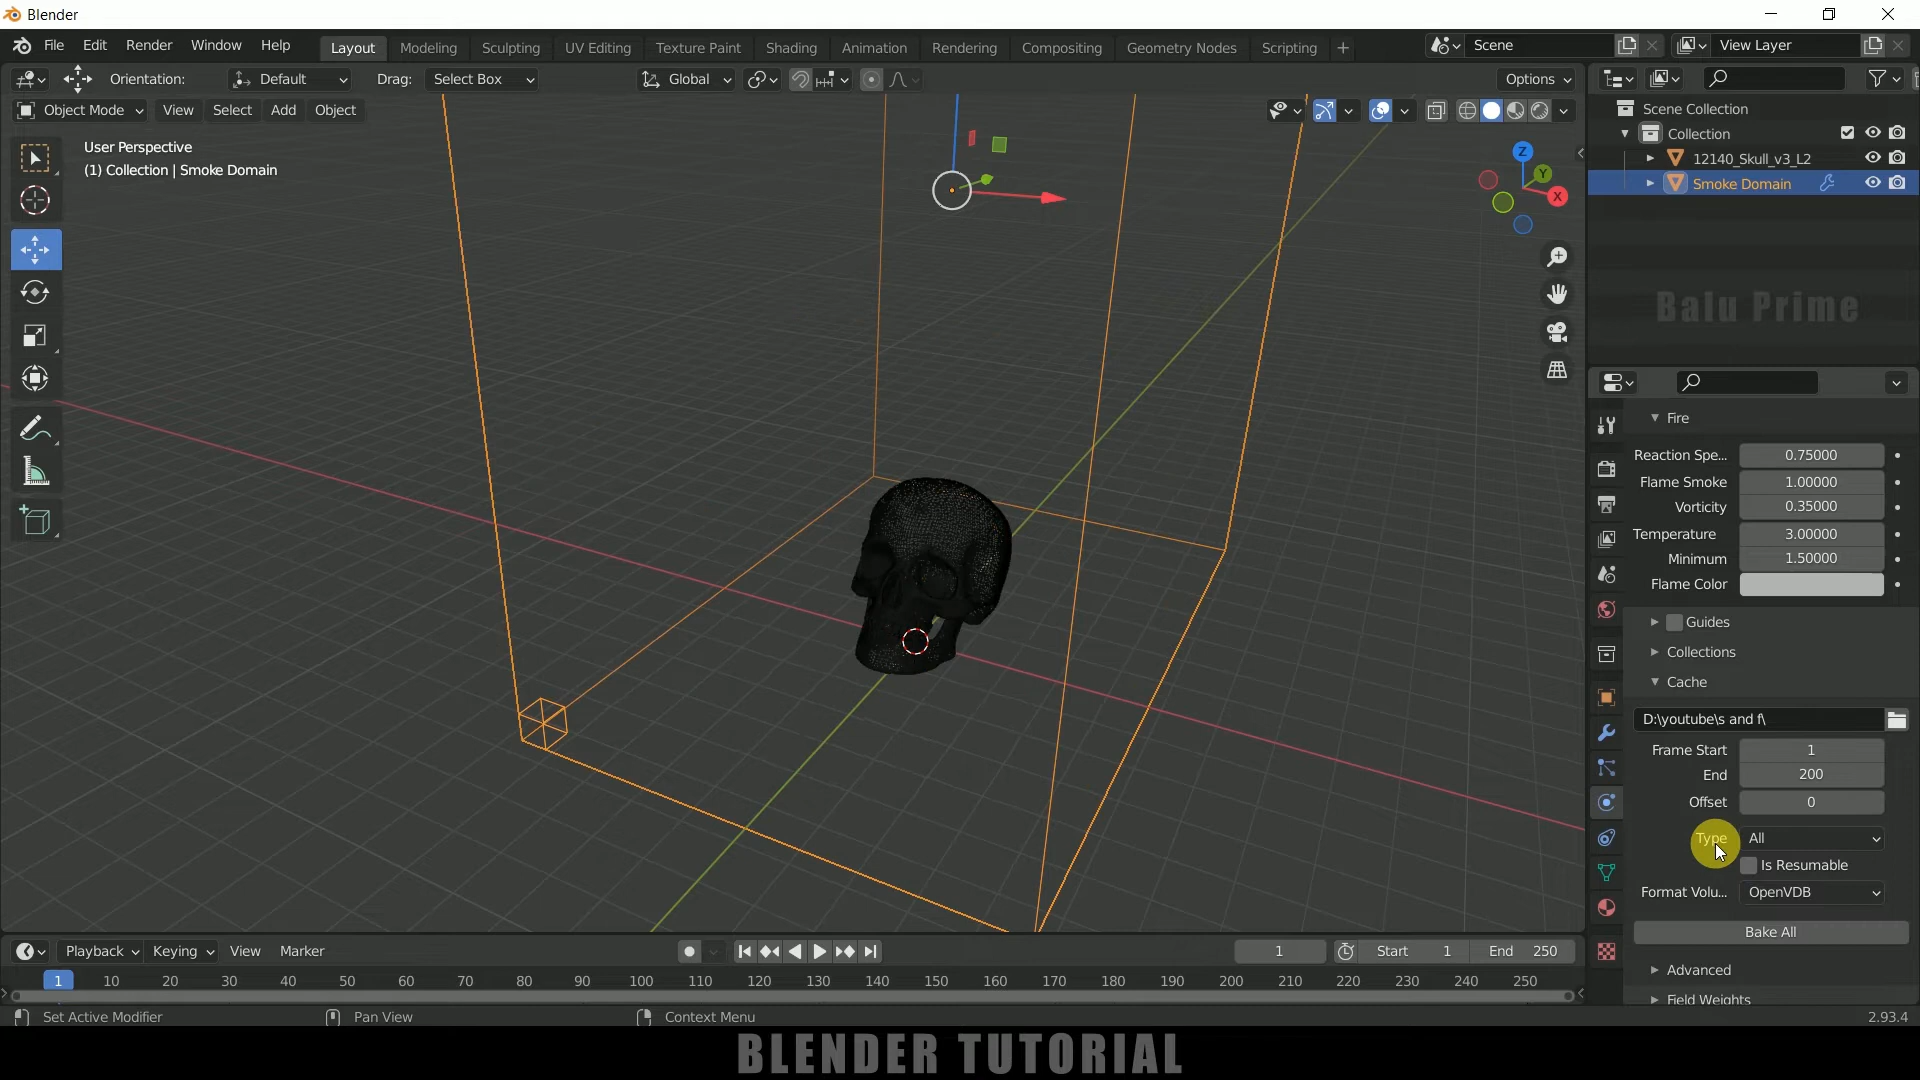 Blender
File Edit Render Window Help Layout Modeling Sculpting UV Editing Texture Paint Shading Animation Rendering Compositing Geometry Nodes Scripting + Scene View Layer
Orientation: Default Drag: Select Box Global Options
Object Mode View Select Add Object
User Perspective
(1) Collection | Smoke Domain
Z
Y
X
Scene Collection
Collection
12140_Skull_v3_L2
Smoke Domain
Balu Prime
Fire
Reaction Spe... 0.75000
Flame Smoke 1.00000
Vorticity 0.35000
Temperature 3.00000
Minimum 1.50000
Flame Color
Guides
Collections
Cache
D:\youtube\s and f\
Frame Start 1
End 200
Offset 0
Type All
Is Resumable
Format Volu... OpenVDB
Bake All
Advanced
Field Weights
Playback Keying View Marker 1 Start 1 End 250
1 10 20 30 40 50 60 70 80 90 100 110 120 130 140 150 160 170 180 190 200 210 220 230 240 250
Set Active Modifier Pan View Context Menu 2.93.4
BLENDER TUTORIAL